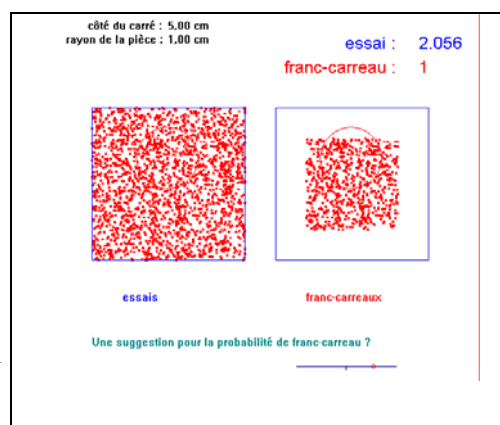 côté du carré : 5,00 cm
rayon de la pièce : 1,00 cm
essai : 2.056
franc-carreau : 1
essais
franc-carreaux
Une suggestion pour la probabilité de franc-carreau ?